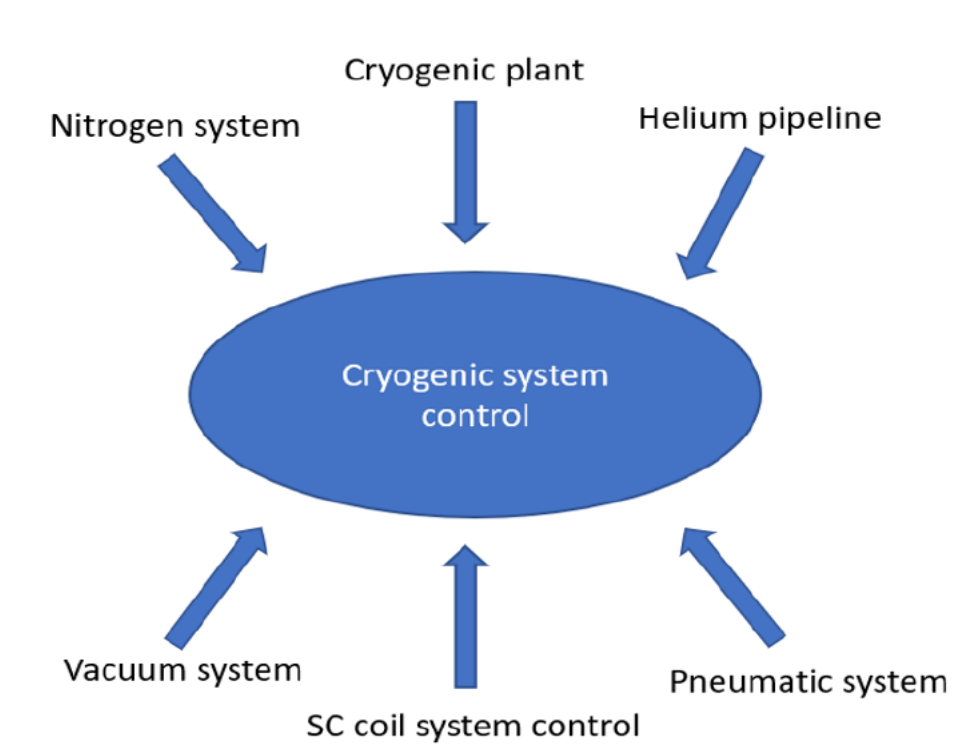 Cryogenic plant
Nitrogen system
Helium pipeline
Cryogenic system
control
Vacuum system
Pneumatic system
SC coil system control